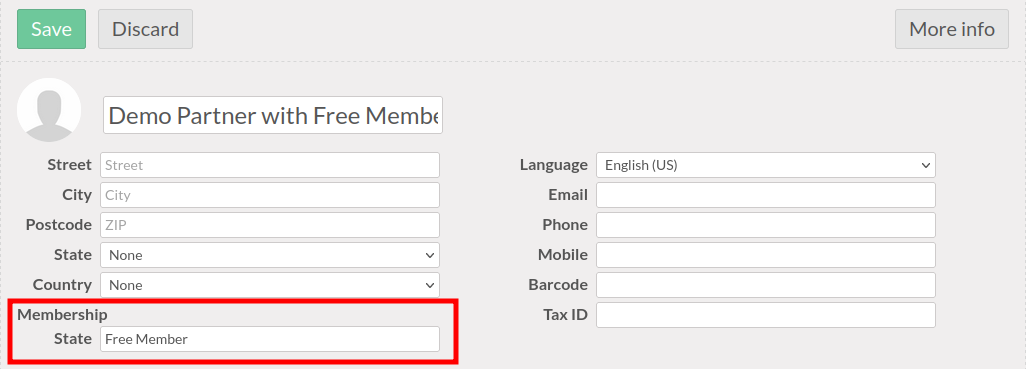 Save Discard More info
Demo Partner with Free Membe
Street Street Language English (US)
City City Email
Postcode ZIP Phone
State None Mobile
Country None Barcode
Membership Tax ID
State Free Member